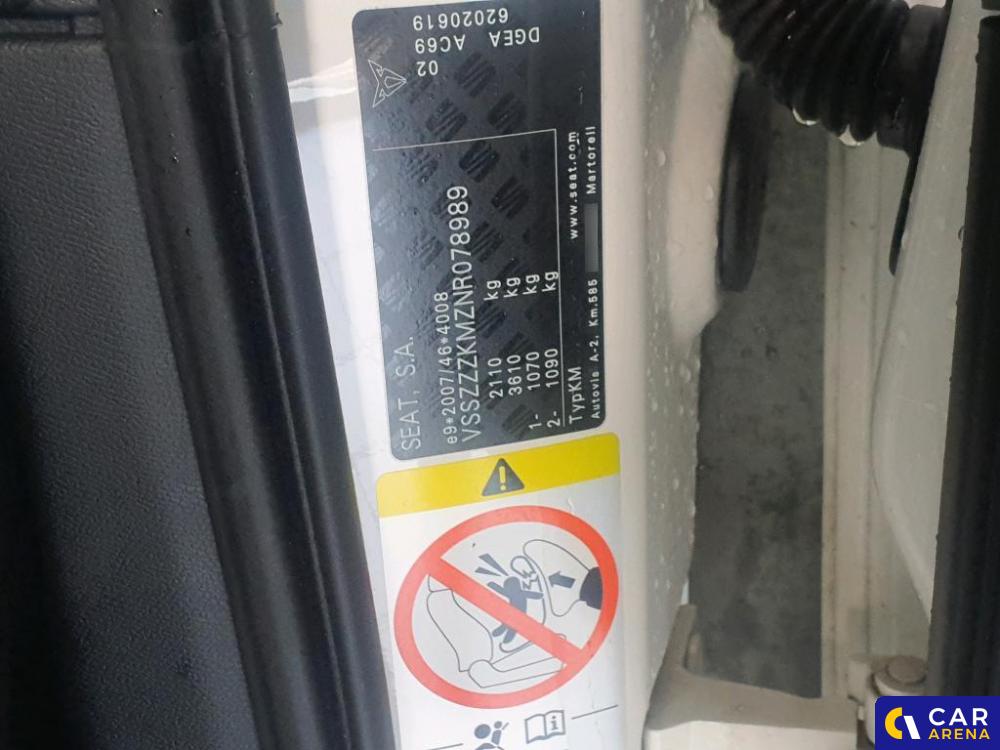 SEAT, S.A.
e9*2007/46*4008
VSSZZZKMZNR078989
2110 kg
3610 kg
1- 1070 kg
2- 1090 kg
TypKM www.seat.com
Autovia A-2, Km.585 Martorell
02
DGEA AC69
62020619
CAR
ARENA